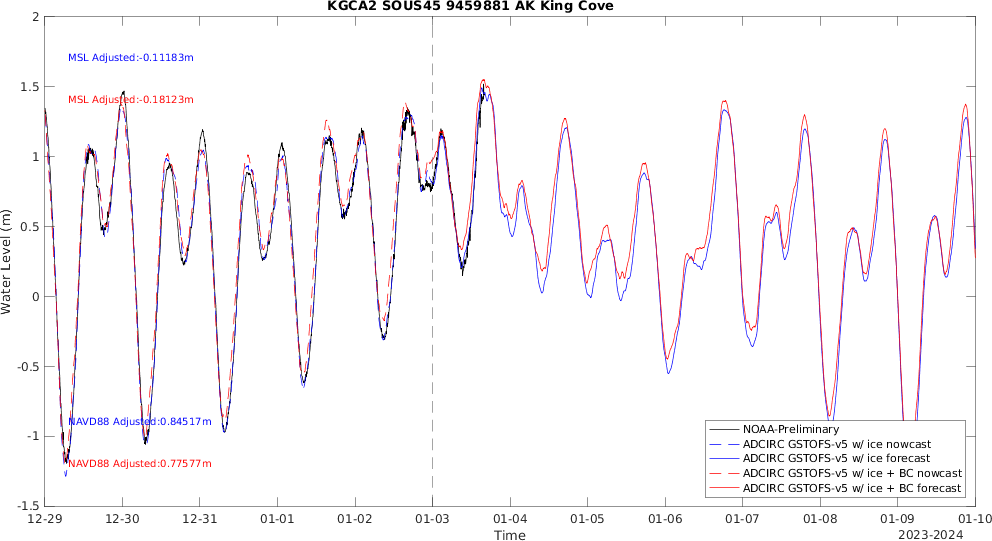 KGCA2 SOUS45 9459881 AK King Cove
Water Level (m)
2
1.5
1
0.5
0
-0.5
-1
-1.5
MSL Adjusted:-0.11183m
MSL Adjusted:-0.18123m
NAVD88 Adjusted:0.84517m
NAVD88 Adjusted:0.77577m
NOAA-Preliminary
ADCIRC GSTOFS-v5 w/ ice nowcast
ADCIRC GSTOFS-v5 w/ ice forecast
ADCIRC GSTOFS-v5 w/ ice + BC nowcast
ADCIRC GSTOFS-v5 w/ ice + BC forecast
12-29 12-30 12-31 01-01 01-02 01-03 01-04 01-05 01-06 01-07 01-08 01-09 01-10
Time
2023-2024